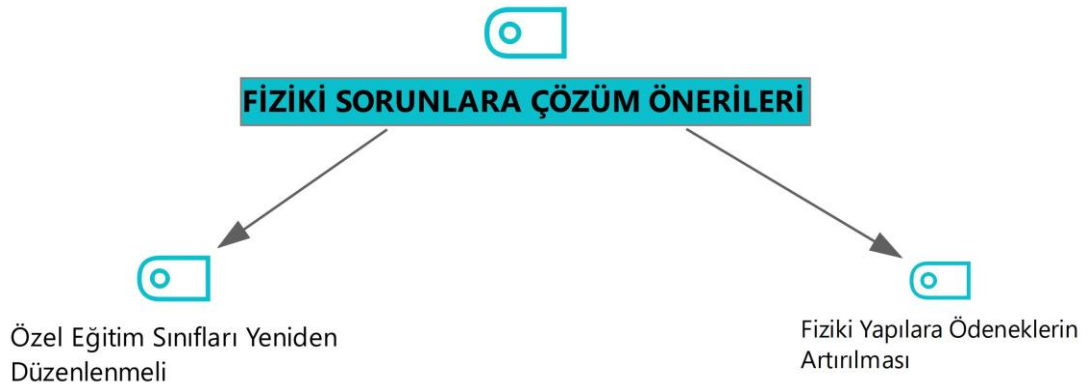 FİZİKİ SORUNLARA ÇÖZÜM ÖNERİLERİ
Özel Eğitim Sınıfları Yeniden
Düzenlenmeli
Fiziki Yapılara Ödeneklerin
Artırılması